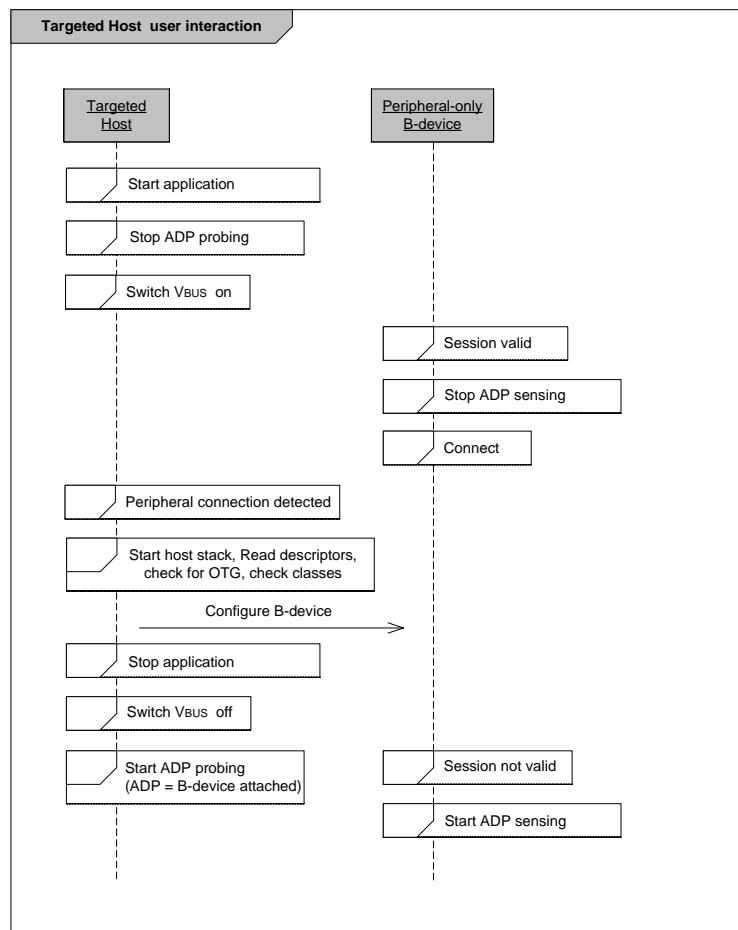 Targeted Host user interaction
Targeted
Host
Peripheral-only
B-device
Start application
Stop ADP probing
Switch VBUS on
Session valid
Stop ADP sensing
Connect
Peripheral connection detected
Start host stack, Read descriptors,
check for OTG, check classes
Configure B-device
Stop application
Switch VBUS off
Start ADP probing
(ADP = B-device attached)
Session not valid
Start ADP sensing